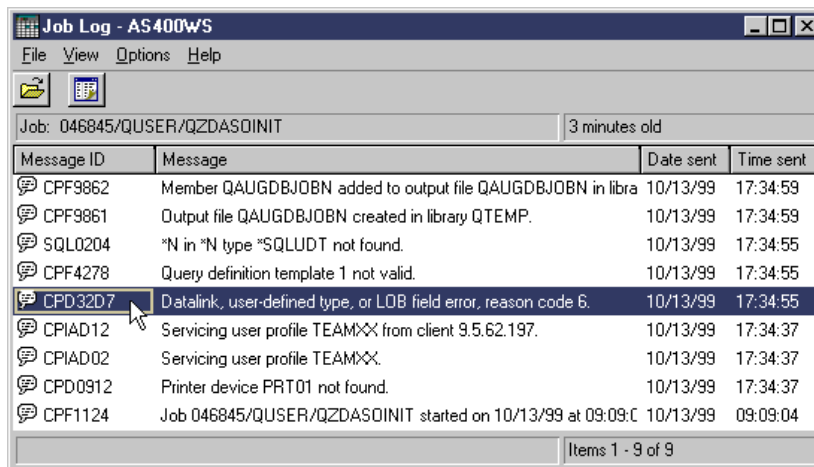 Job Log - AS400WS
File View Options Help
Job: 046845/QUSER/QZDASOINIT 3 minutes old
Message ID Message Date sent Time sent
CPF9862 Member QAUGDBJOBN added to output file QAUGDBJOBN in libra 10/13/99 17:34:59
CPF9861 Output file QAUGDBJOBN created in library QTEMP. 10/13/99 17:34:59
SQL0204 *N in *N type *SQLUDT not found. 10/13/99 17:34:55
CPF4278 Query definition template 1 not valid. 10/13/99 17:34:55
CPD32D7 Datalink, user-defined type, or LOB field error, reason code 6. 10/13/99 17:34:55
CPIAD12 Servicing user profile TEAMXX from client 9.5.62.197. 10/13/99 17:34:37
CPIAD02 Servicing user profile TEAMXX. 10/13/99 17:34:37
CPD0912 Printer device PRT01 not found. 10/13/99 17:34:37
CPF1124 Job 046845/QUSER/QZDASOINIT started on 10/13/99 at 09:09:0 10/13/99 09:09:04
Items 1 - 9 of 9